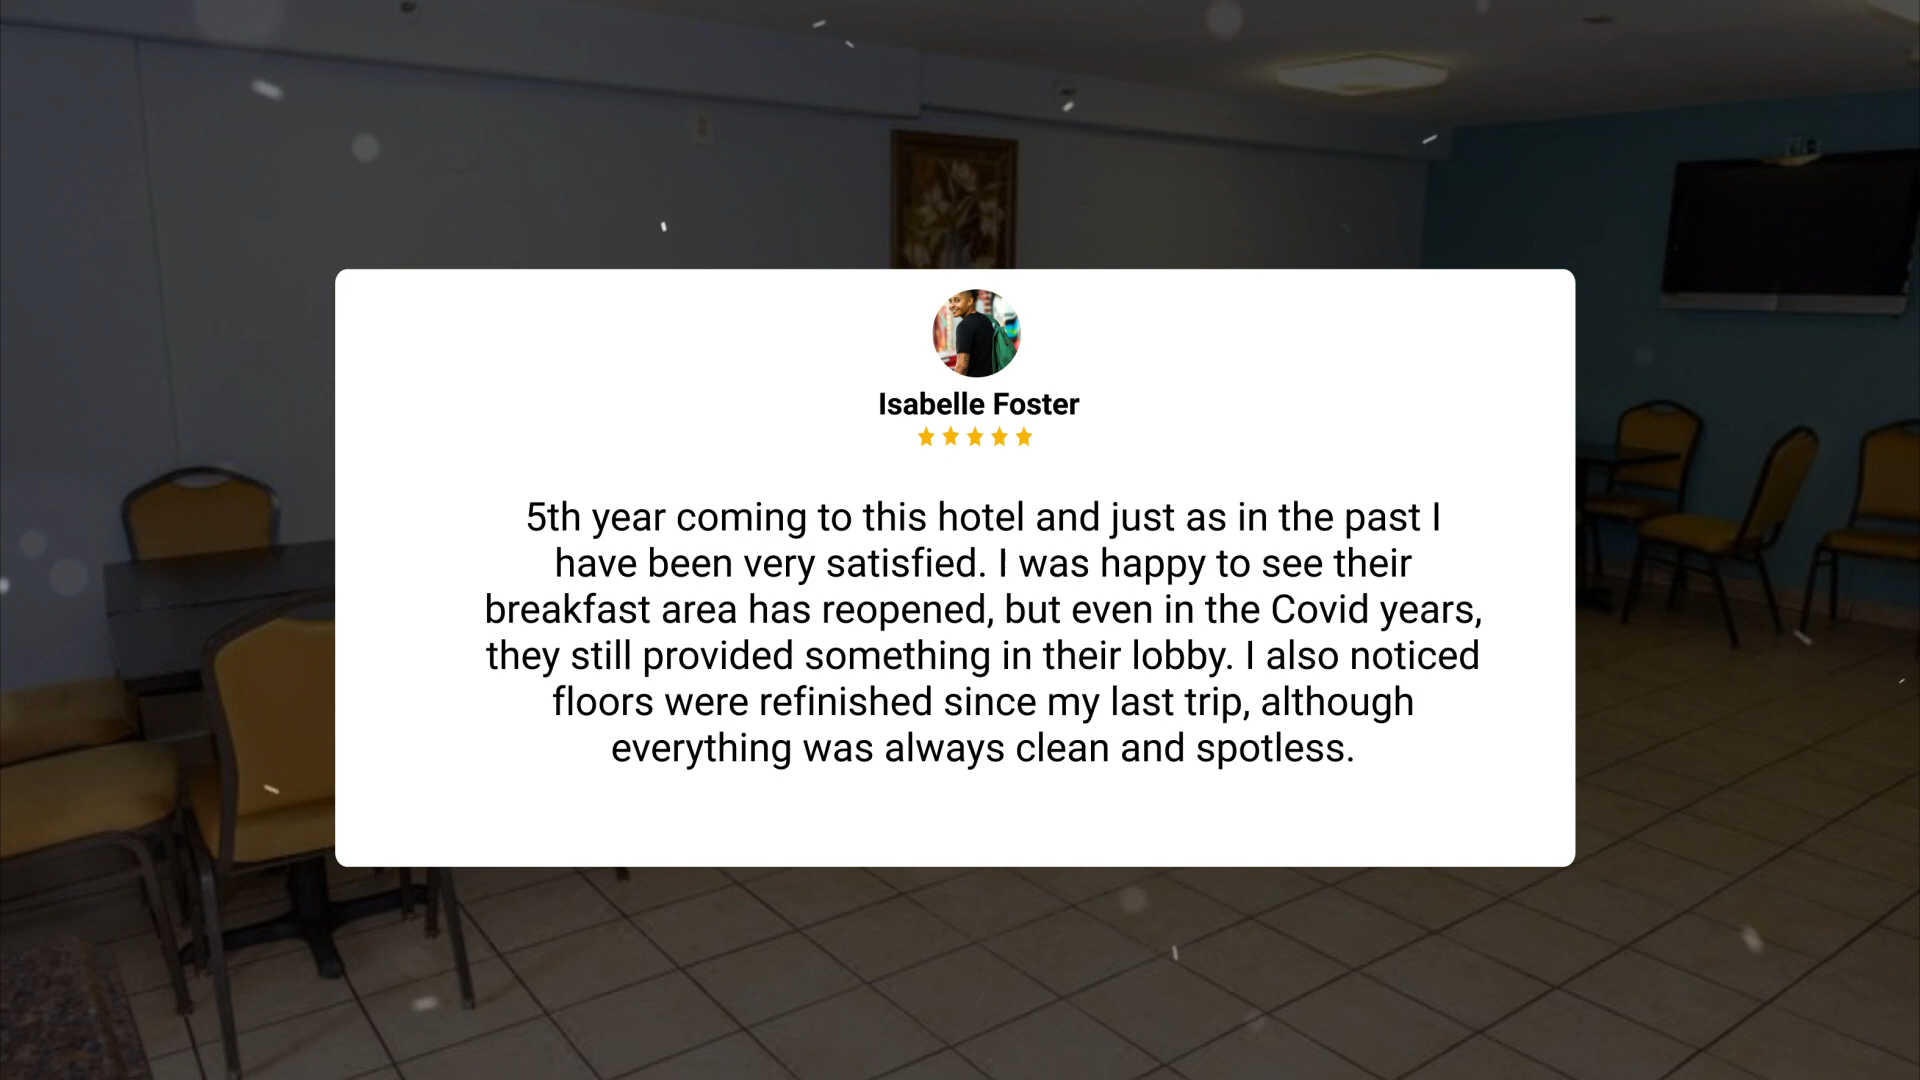 Isabelle Foster
5th year coming to this hotel and just as in the past I
have been very satisfied. I was happy to see their
breakfast area has reopened, but even in the Covid years,
they still provided something in their lobby. I also noticed
floors were refinished since my last trip, although
everything was always clean and spotless.